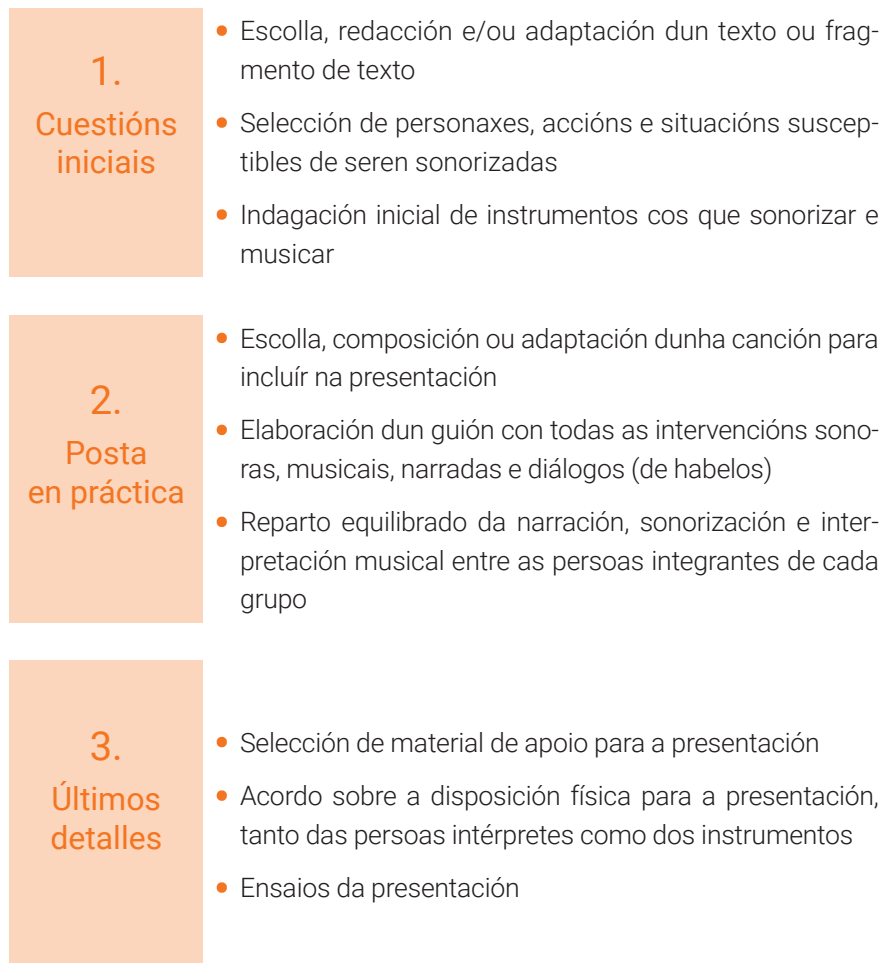 1.
Cuestións
iniciais
• Escolla, redacción e/ou adaptación dun texto ou frag-
mento de texto
• Selección de personaxes, accións e situacións suscep-
tibles de seren sonorizadas
• Indagación inicial de instrumentos cos que sonorizar e
musicar
2.
Posta
en práctica
• Escolla, composición ou adaptación dunha canción para
incluír na presentación
• Elaboración dun guión con todas as intervencións sono-
ras, musicais, narradas e diálogos (de habelos)
• Reparto equilibrado da narración, sonorización e inter-
pretación musical entre as persoas integrantes de cada
grupo
3.
Últimos
detalles
• Selección de material de apoio para a presentación
• Acordo sobre a disposición física para a presentación,
tanto das persoas intérpretes como dos instrumentos
• Ensaios da presentación